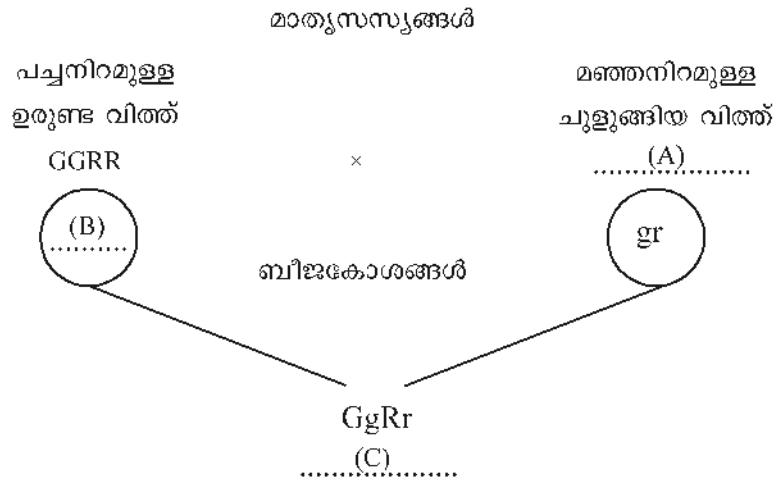 മാതൃസസ്യങ്ങൾ
പച്ചനിറമുള്ള
ഉരുണ്ട വിത്ത്
GGRR
×
മഞ്ഞനിറമുള്ള
ചുളുങ്ങിയ വിത്ത്
(A)
(B)
gr
ബീജകോശങ്ങൾ
GgRr
(C)